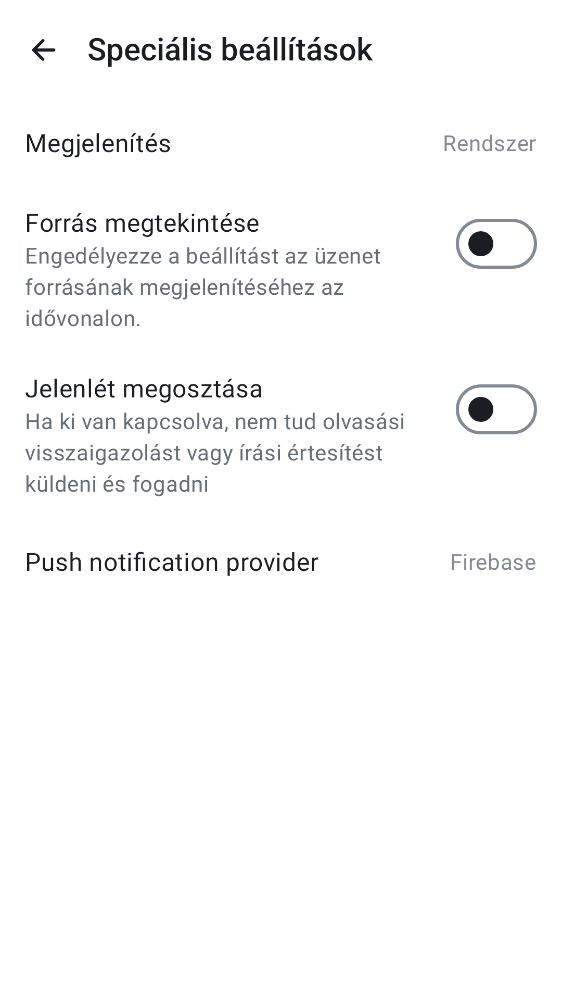 Speciális beállítások
Megjelenítés Rendszer
Forrás megtekintése
Engedélyezze a beállítást az üzenet
forrásának megjelenítéséhez az
idővonalon.
Jelenlét megosztása
Ha ki van kapcsolva, nem tud olvasási
visszaigazolást vagy írási értesítést
küldeni és fogadni
Push notification provider Firebase